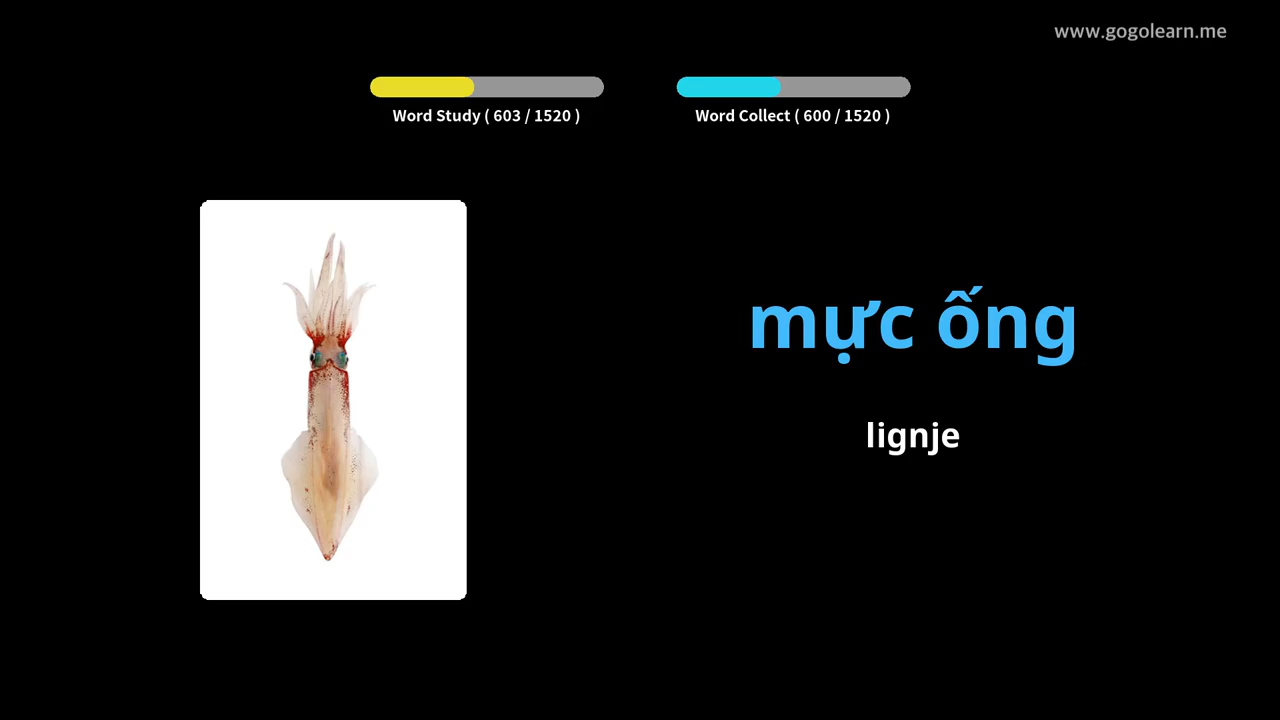 www.gogolearn.me
Word Study ( 603 / 1520 )
Word Collect ( 600 / 1520 )
mực ống
lignje